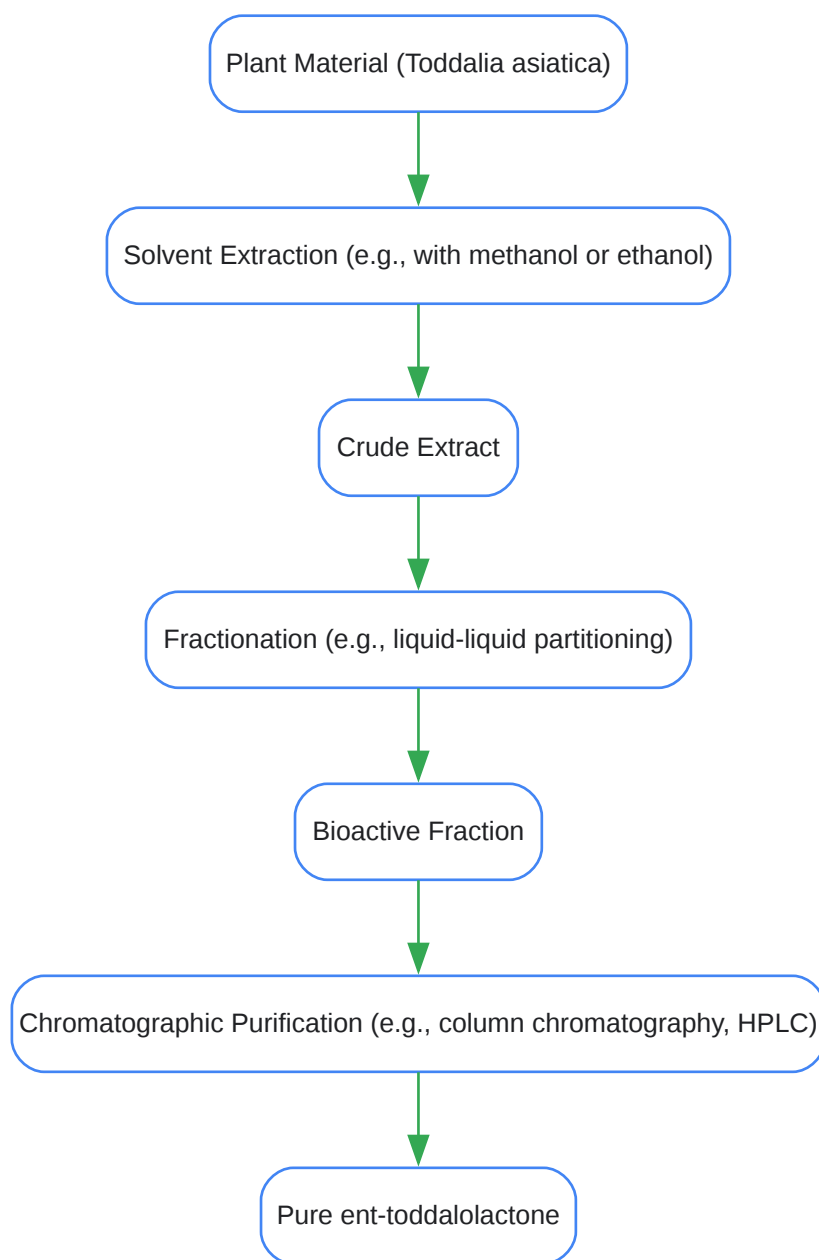 Plant Material (Toddalia asiatica)
Solvent Extraction (e.g., with methanol or ethanol)
Crude Extract
Fractionation (e.g., liquid-liquid partitioning)
Bioactive Fraction
Chromatographic Purification (e.g., column chromatography, HPLC)
Pure ent-toddalolactone